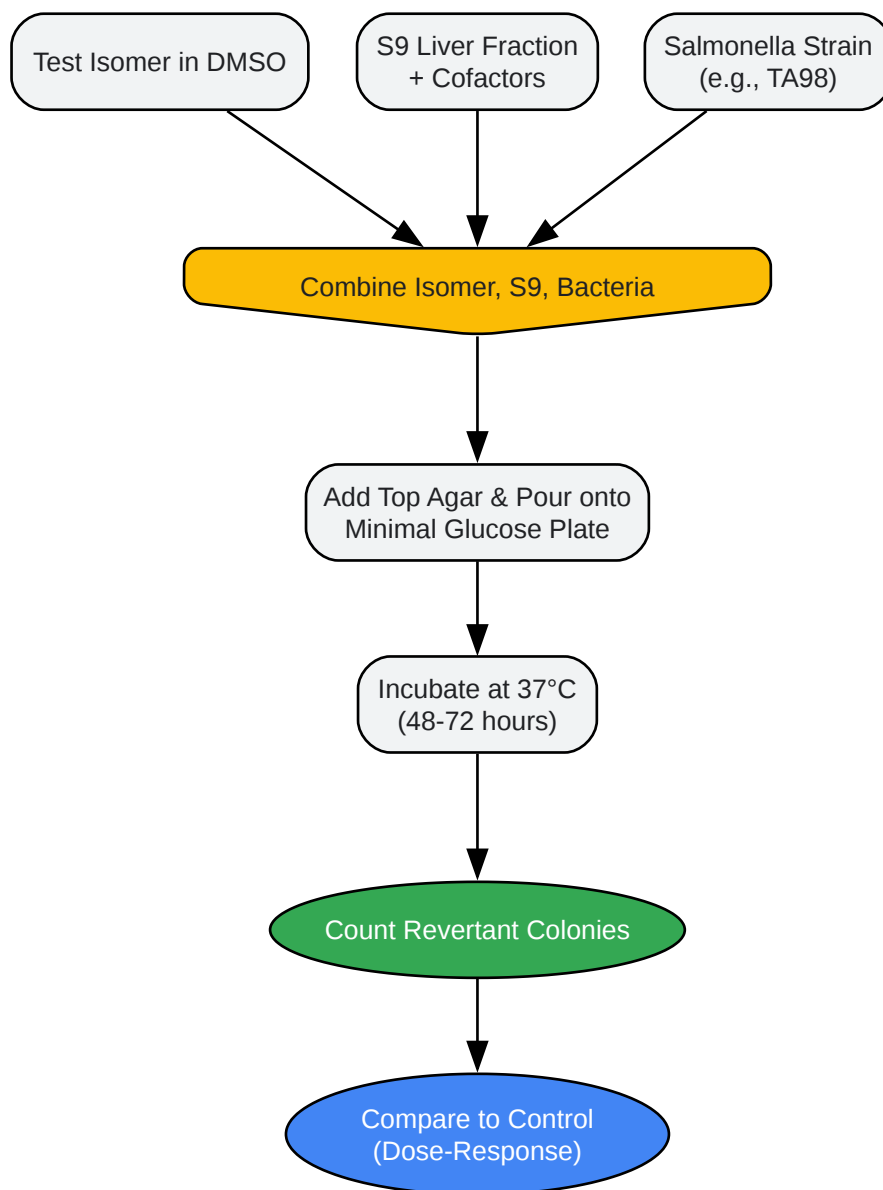 Test Isomer in DMSO
S9 Liver Fraction
+ Cofactors
Salmonella Strain
(e.g., TA98)
Combine Isomer, S9, Bacteria
Add Top Agar & Pour onto
Minimal Glucose Plate
Incubate at 37°C
(48-72 hours)
Count Revertant Colonies
Compare to Control
(Dose-Response)